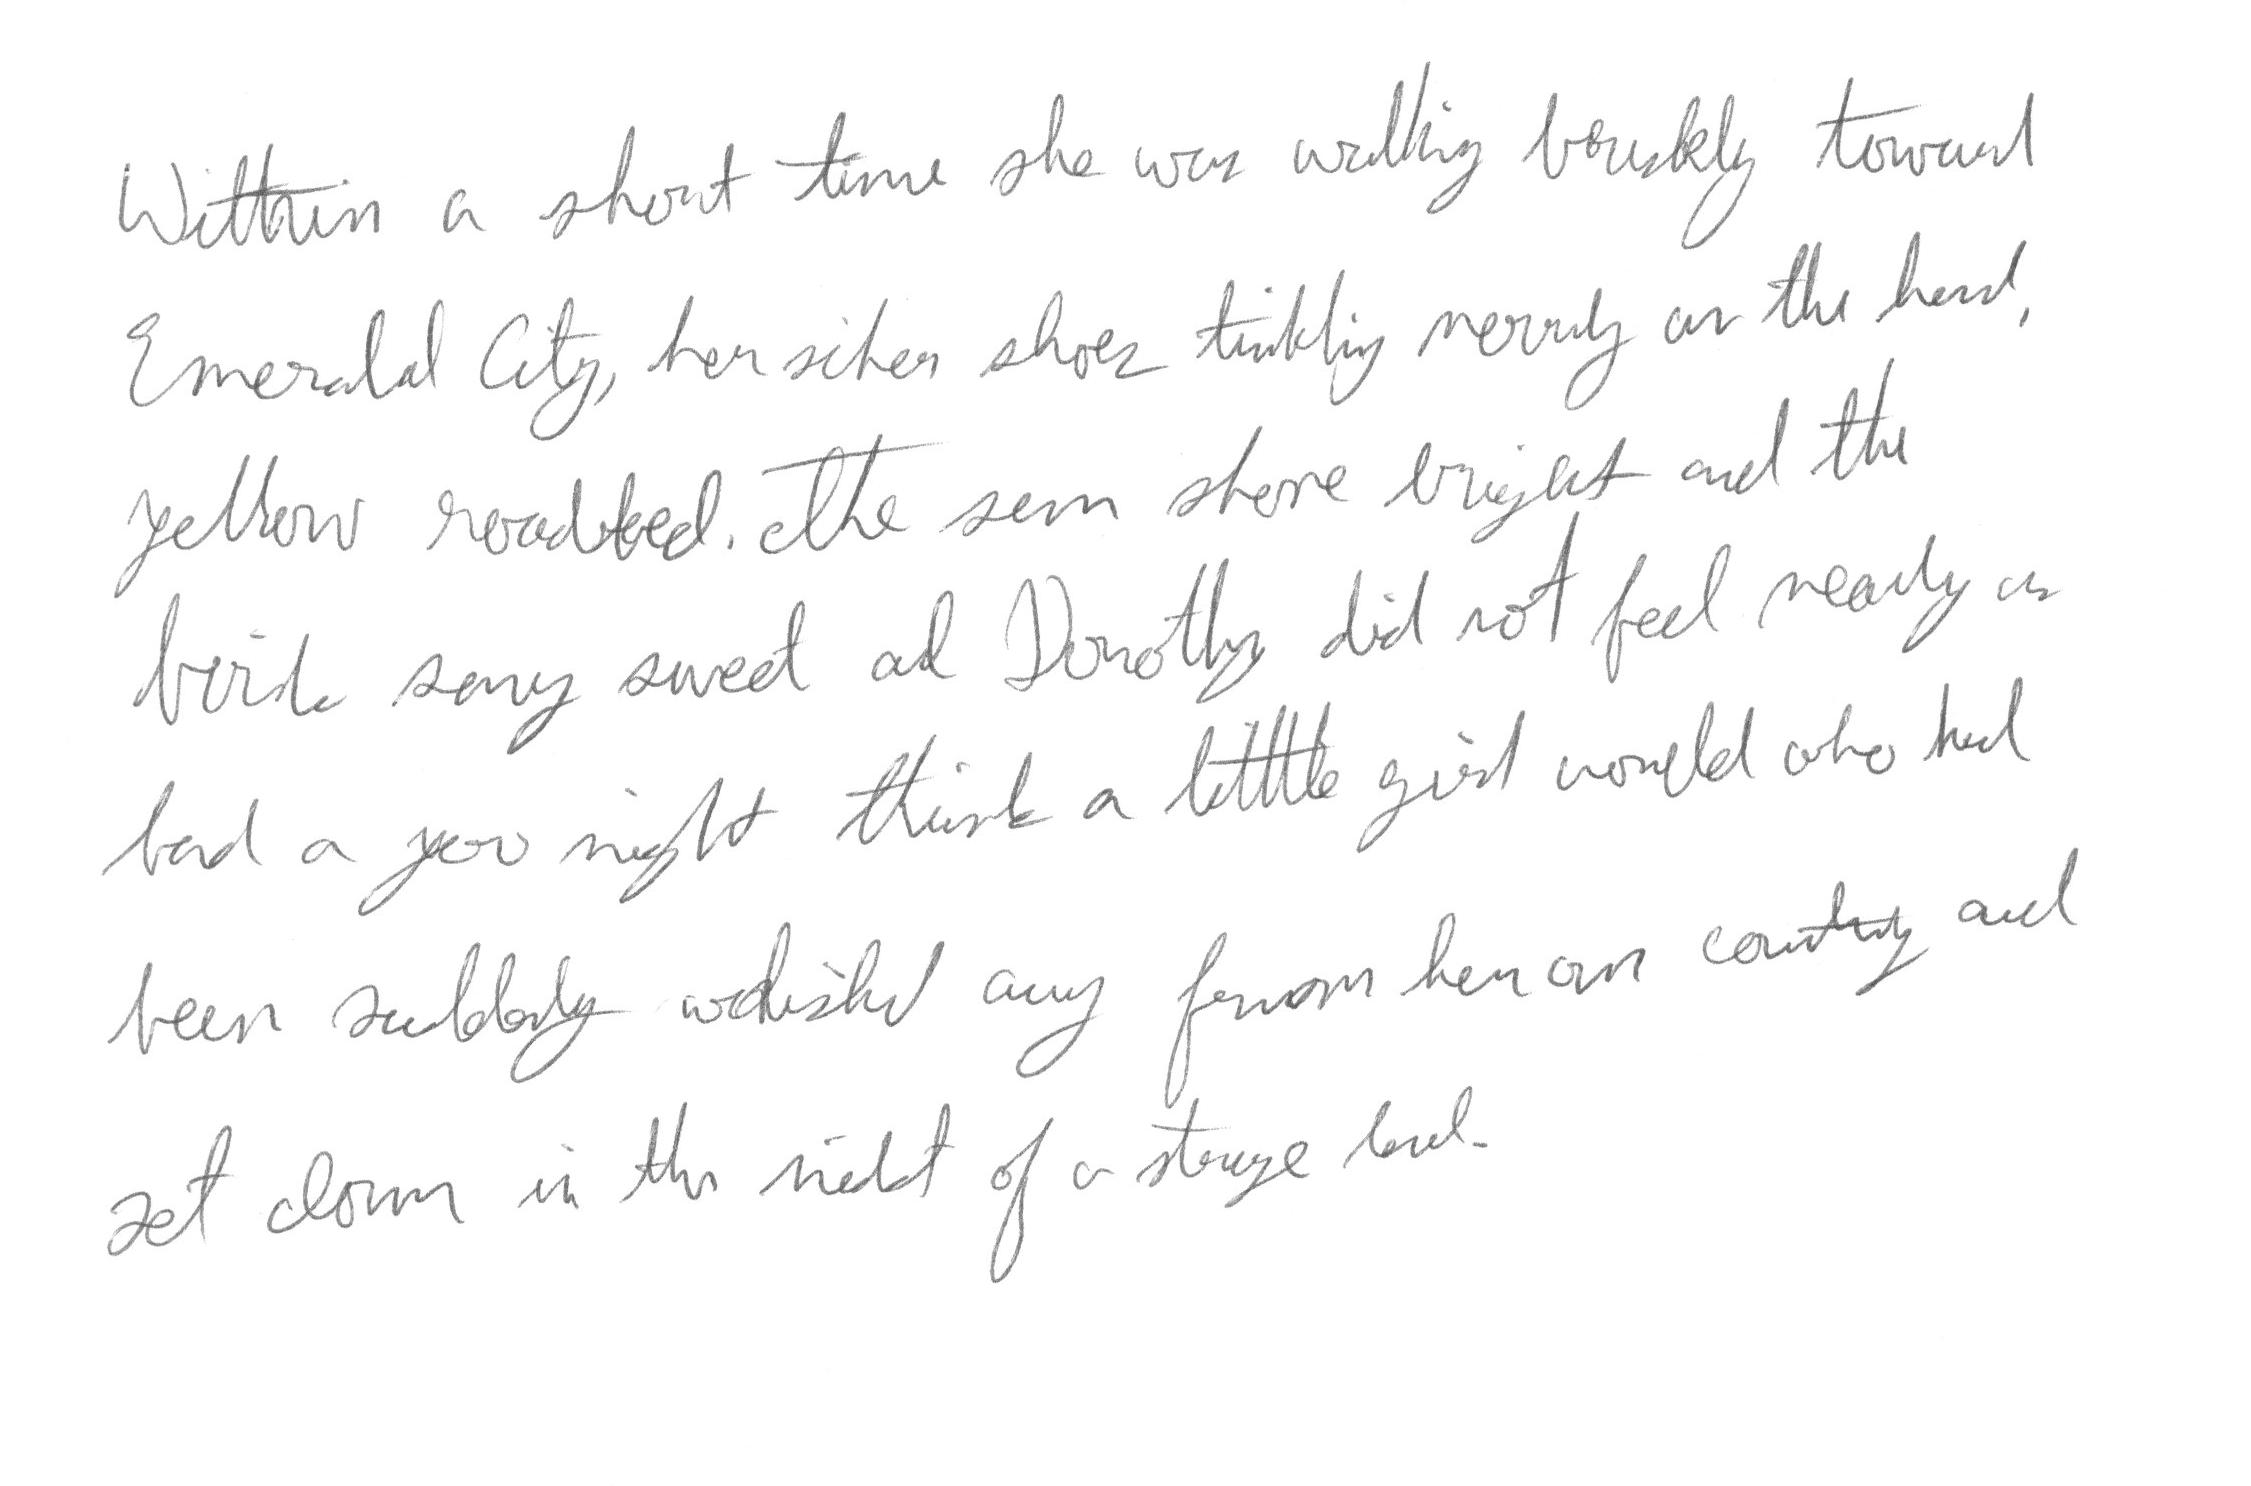 Within a short time she was walking briskly toward
Emerald City, her silver shoes tinkling merrily on the hard,
yellow roadbed. The sun shone bright and the
birds sang sweet and Dorothy did not feel nearly as
bad a you might think a little girl would who had
been suddenly whisked away from her own country and
set down in the midst of a strange land.